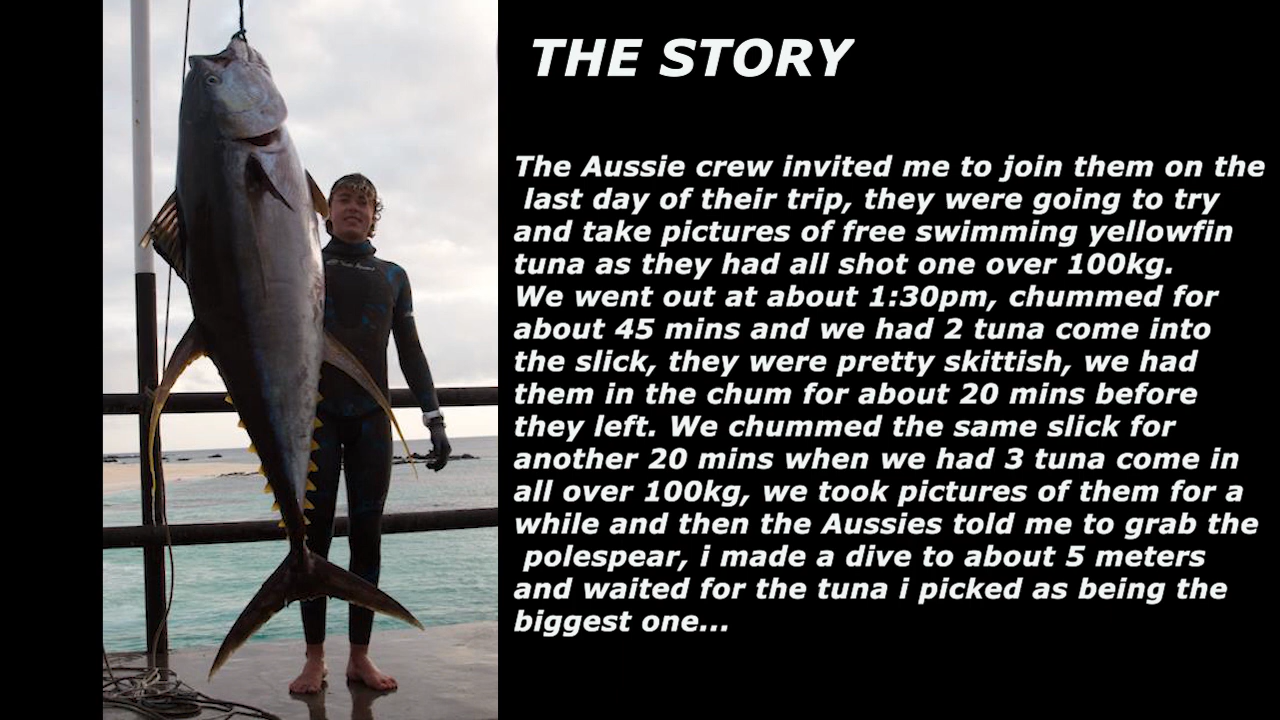 THE STORY
The Aussie crew invited me to join them on the
last day of their trip, they were going to try
and take pictures of free swimming yellowfin
tuna as they had all shot one over 100kg.
We went out at about 1:30pm, chummed for
about 45 mins and we had 2 tuna come into
the slick, they were pretty skittish, we had
them in the chum for about 20 mins before
they left. We chummed the same slick for
another 20 mins when we had 3 tuna come in
all over 100kg, we took pictures of them for a
while and then the Aussies told me to grab the
polespear, i made a dive to about 5 meters
and waited for the tuna i picked as being the
biggest one...